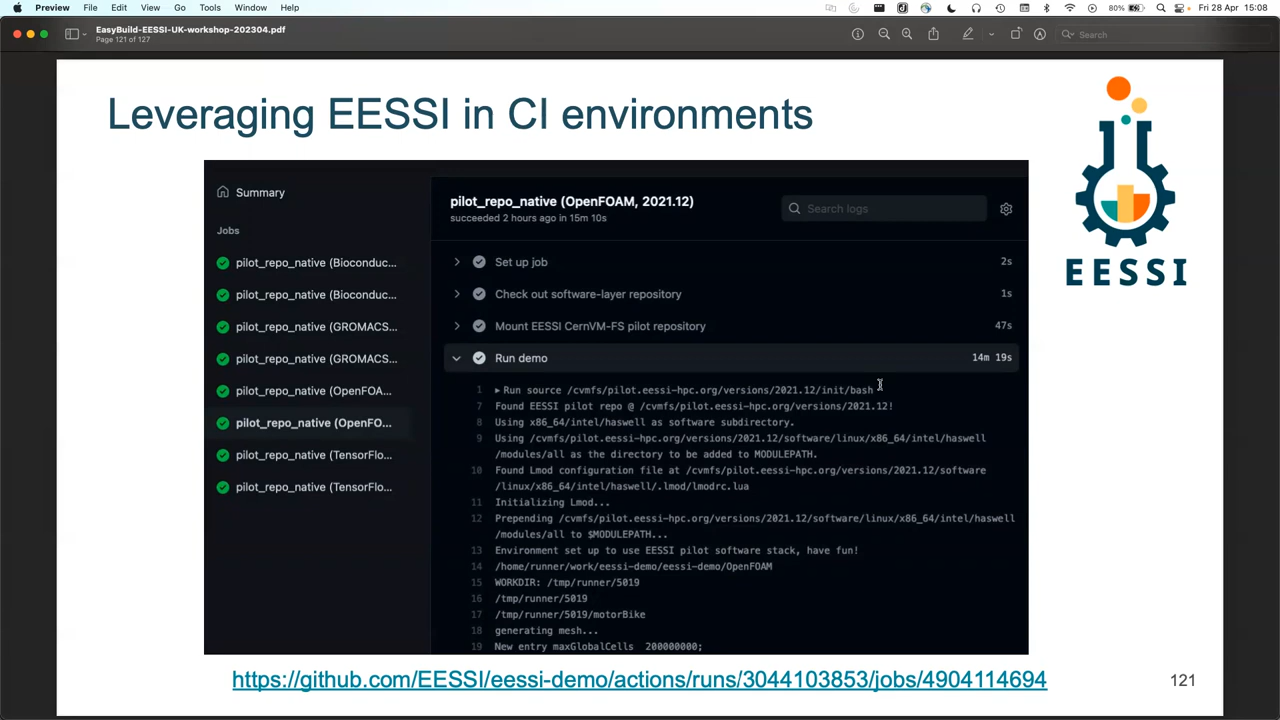 Preview File Edit View Go Tools Window Help
80% Fri 28 Apr 15:08
EasyBuild-EESSI-UK-workshop-202304.pdf
Page 121 of 127
Search
Leveraging EESSI in CI environments
EESSI
Summary
Jobs
pilot_repo_native (Bioconduc...
pilot_repo_native (Bioconduc...
pilot_repo_native (GROMACS...
pilot_repo_native (GROMACS...
pilot_repo_native (OpenFOA...
pilot_repo_native (OpenFO...
pilot_repo_native (TensorFlo...
pilot_repo_native (TensorFlo...
pilot_repo_native (OpenFOAM, 2021.12)
succeeded 2 hours ago in 15m 10s
Search logs
Set up job 2s
Check out software-layer repository 1s
Mount EESSI CernVM-FS pilot repository 47s
Run demo 14m 19s
1 Run source /cvmfs/pilot.eessi-hpc.org/versions/2021.12/init/bash
7 Found EESSI pilot repo @ /cvmfs/pilot.eessi-hpc.org/versions/2021.12!
8 Using x86_64/intel/haswell as software subdirectory.
9 Using /cvmfs/pilot.eessi-hpc.org/versions/2021.12/software/linux/x86_64/intel/haswell
/modules/all as the directory to be added to MODULEPATH.
10 Found Lmod configuration file at /cvmfs/pilot.eessi-hpc.org/versions/2021.12/software
/linux/x86_64/intel/haswell/.lmod/lmodrc.lua
11 Initializing Lmod...
12 Prepending /cvmfs/pilot.eessi-hpc.org/versions/2021.12/software/linux/x86_64/intel/haswell
/modules/all to $MODULEPATH...
13 Environment set up to use EESSI pilot software stack, have fun!
14 /home/runner/work/eessi-demo/eessi-demo/OpenFOAM
15 WORKDIR: /tmp/runner/5019
16 /tmp/runner/5019
17 /tmp/runner/5019/motorBike
18 generating mesh...
19 New entry maxGlobalCells 200000000;
https://github.com/EESSI/eessi-demo/actions/runs/3044103853/jobs/4904114694
121